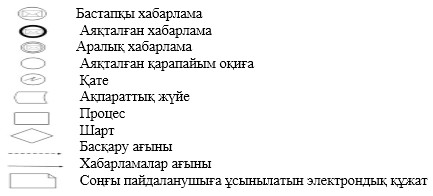 Бастапқы хабарлама
Аяқталған хабарлама
Аралық хабарлама
Аяқталған қарапайым оқиға
Қате
Ақпараттық жүйе
Процес
Шарт
Басқару ағыны
Хабарламалар ағыны
Соңғы пайдаланушыға ұсынылатын электрондық құжат